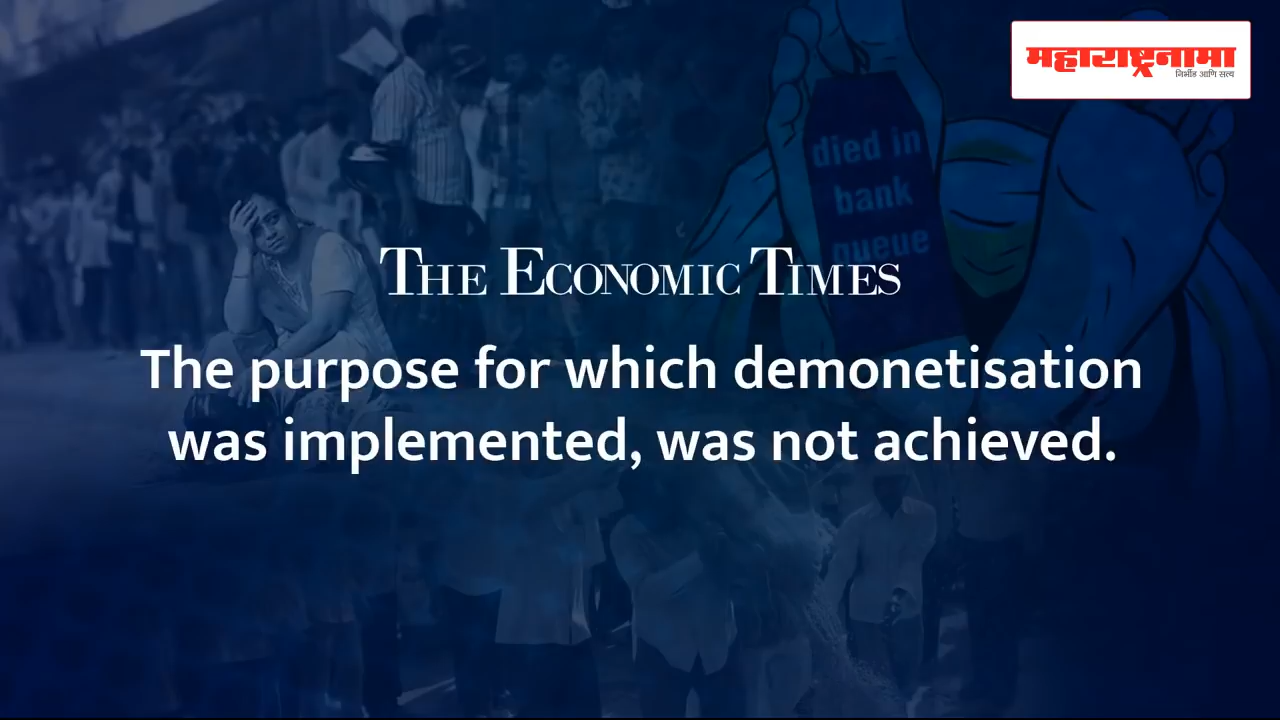 महाराष्ट्रनामा
निर्भीड आणि सत्य
died in
bank
queue
THE ECONOMIC TIMES
The purpose for which demonetisation
was implemented, was not achieved.